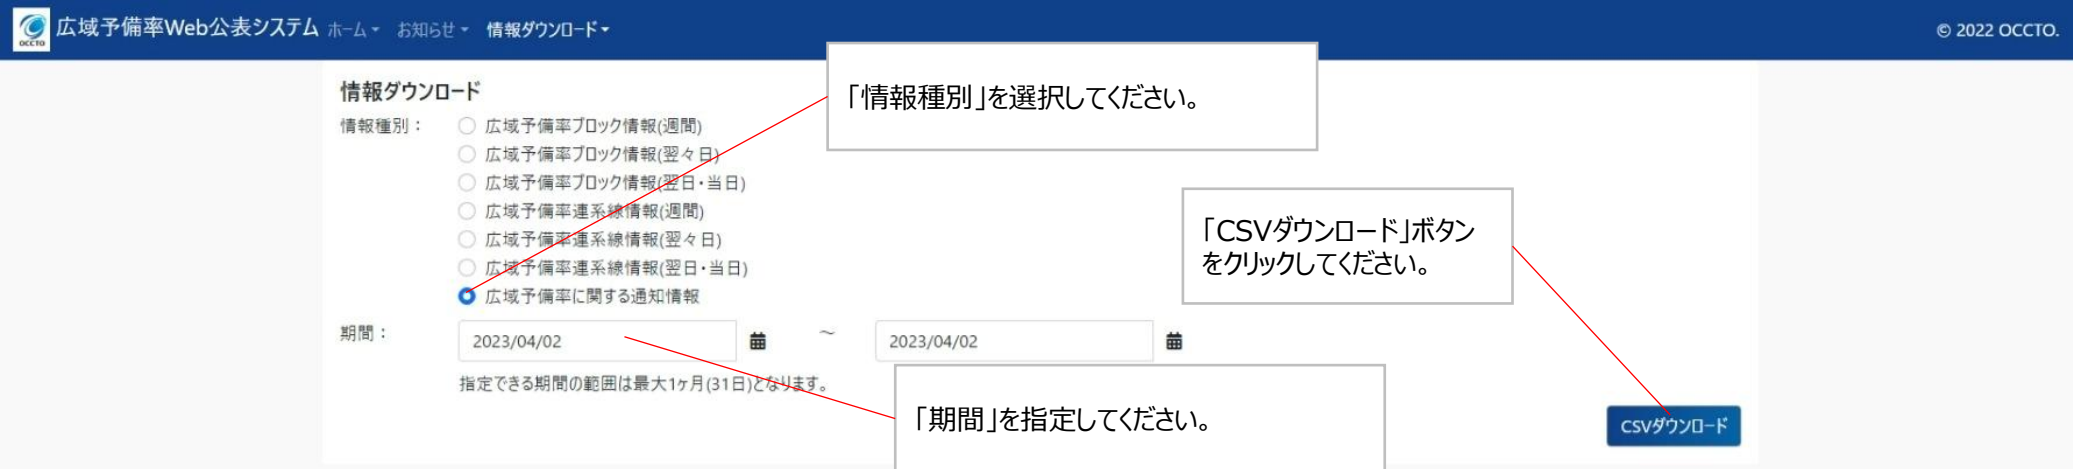 OCCTO
広域予備率Web公表システム ホーム お知らせ 情報ダウンロード
© 2022 OCCTO.
情報ダウンロード
「情報種別」を選択してください。
情報種別：
広域予備率ブロック情報(週間)
広域予備率ブロック情報(翌々日)
広域予備率ブロック情報(翌日・当日)
広域予備率連系線情報(週間)
広域予備率連系線情報(翌々日)
広域予備率連系線情報(翌日・当日)
広域予備率に関する通知情報
「CSVダウンロード」ボタン
をクリックしてください。
期間：
2023/04/02 ～ 2023/04/02
指定できる期間の範囲は最大1ヶ月(31日)となります。
「期間」を指定してください。
CSVダウンロード